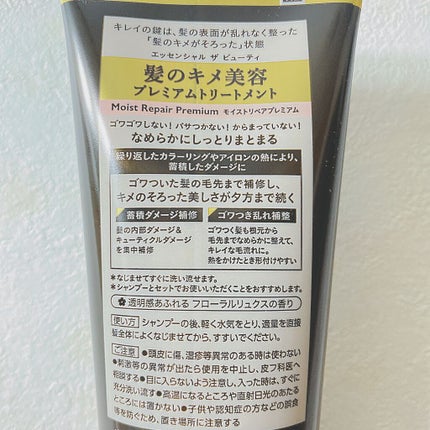 キレイの鍵は、髪の表面が乱れなく整った
「髪のキメがそろった」状態
エッセンシャル ザ ビューティ
髪のキメ美容
プレミアムトリートメント
Moist Repair Premium モイストリペアプレミアム
ゴワつかない! パサつかない! からまっていない!
なめらかにしっとりまとまる
繰り返したカラーリングやアイロンの熱により、
蓄積したダメージに
ゴワついた髪の毛先まで補修し、
キメのそろった美しさが夕方まで続く
蓄積ダメージ補修
髪の内部ダメージ&
キューティクルダメージ
を集中補修
ゴワつき乱れ補整
ゴワつく髪も根元から
毛先までなめらかに整えて、
キレイな毛流れに。
熱をかけたとき形付けやすい
*なじませてすぐに洗い流せます。
*シャンプーとセットでお使いいただくことをおすすめします。
透明感あふれる フローラルリュクスの香り
使い方 シャンプーの後、軽く水気をとり、適量を直接
髪全体によくなじませてから、すすいでください。
ご注意 ●頭皮に傷、湿疹等異常のある時は使わない
●刺激等の異常が出たら使用を中止し、皮フ科医へ
相談する ●目に入らないよう注意し、入った時は、すぐに
充分洗い流す ●高温になるところや直射日光のあたる
ところには置かない ●子供や認知症の方などの誤食
等を防ぐため、置き場所に注意する